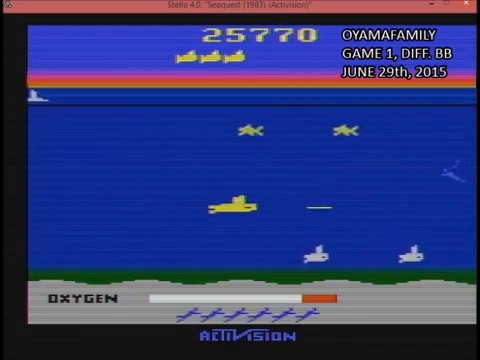 Stella 4.0: "Seaquest (1983) (Activision)"
25770
OYAMAFAMILY
GAME 1, DIFF. BB
JUNE 29th, 2015
OXYGEN
ACTIVISION